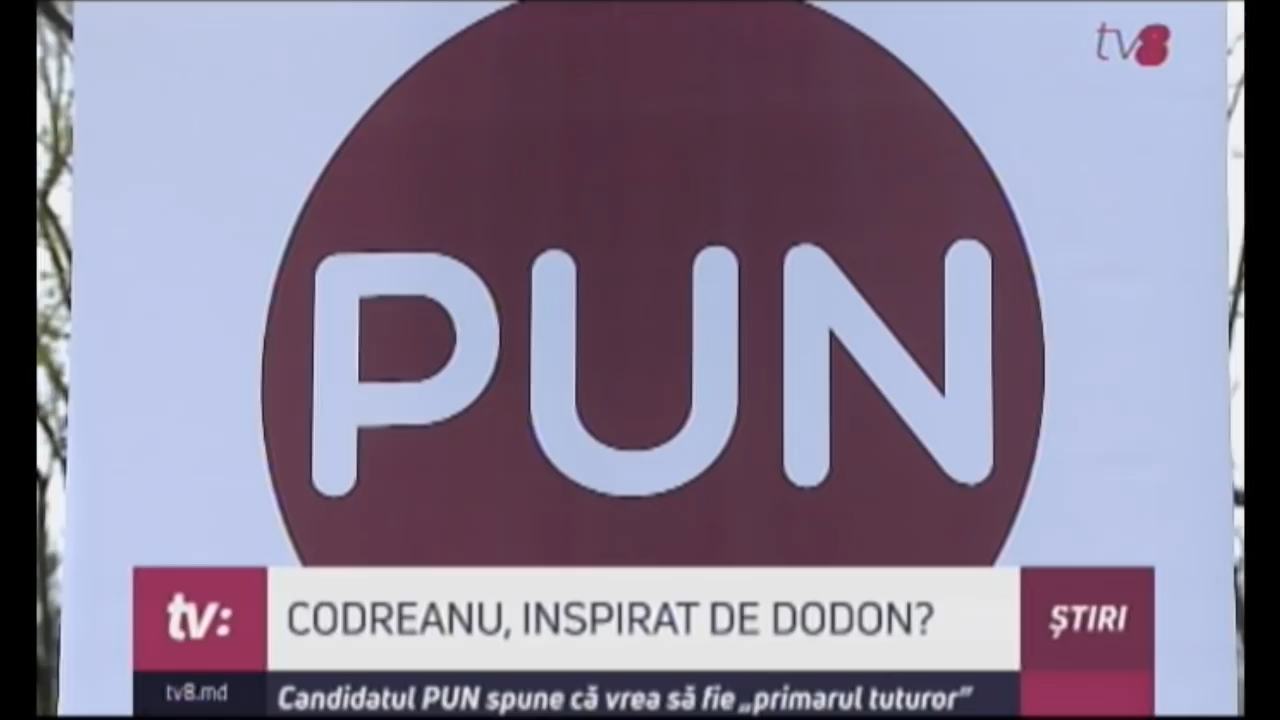 tv8
PUN
tv:
CODREANU, INSPIRAT DE DODON?
ȘTIRI
tv8.md
Candidatul PUN spune că vrea să fie „primarul tuturor”